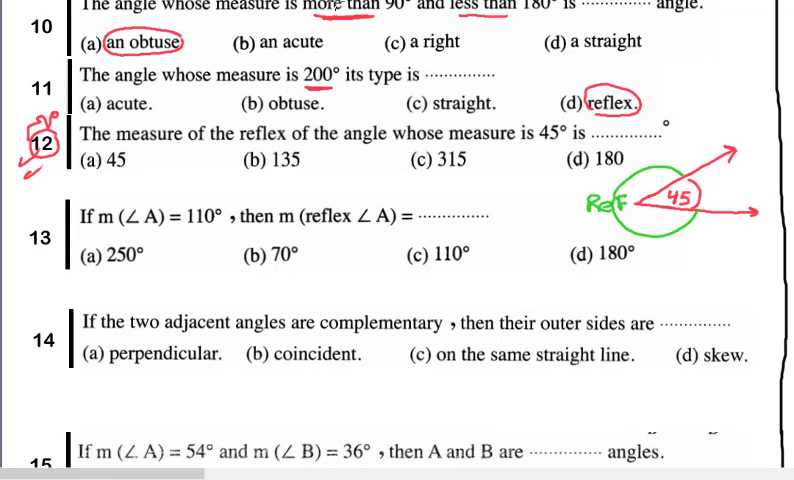 The angle whose measure is more than 90° and less than 180° is .............. angle.
10
(a) an obtuse (b) an acute (c) a right (d) a straight
The angle whose measure is 200° its type is ...............
11
(a) acute. (b) obtuse. (c) straight. (d) reflex.
12 The measure of the reflex of the angle whose measure is 45° is ...............°
(a) 45 (b) 135 (c) 315 (d) 180
Ref 45
If m (∠ A) = 110° , then m (reflex ∠ A) = ...............
13
(a) 250° (b) 70° (c) 110° (d) 180°
If the two adjacent angles are complementary , then their outer sides are ...............
14
(a) perpendicular. (b) coincident. (c) on the same straight line. (d) skew.
If m (∠ A) = 54° and m (∠ B) = 36° , then A and B are ............... angles.
15